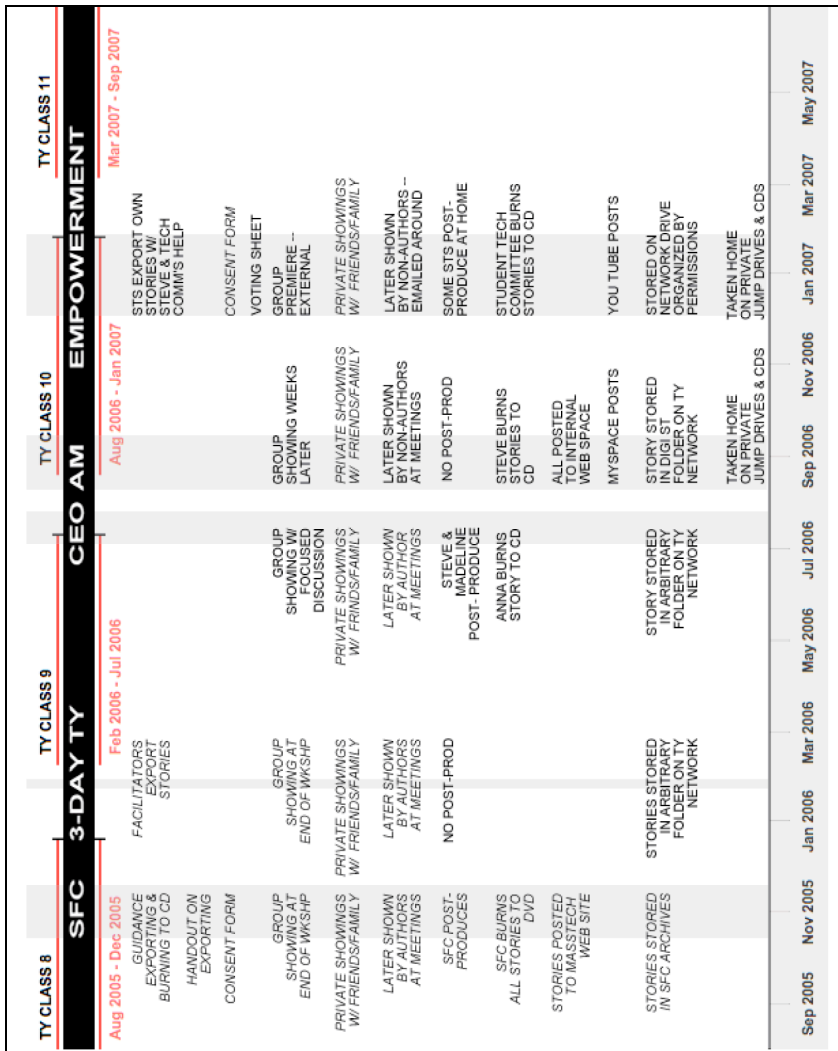 TY CLASS 8
TY CLASS 9
TY CLASS 10
TY CLASS 11
SFC
3-DAY TY
CEO AM
EMPOWERMENT
Aug 2005 - Dec 2005
Feb 2006 - Jul 2006
Aug 2006 - Jan 2007
Mar 2007 - Sep 2007
GUIDANCE
EXPORTING &
BURNING TO CD
HANDOUT ON
EXPORTING
CONSENT FORM
GROUP
SHOWING AT
END OF WKSHP
PRIVATE SHOWINGS
W/ FRIENDS/FAMILY
LATER SHOWN
BY AUTHORS
AT MEETINGS
SFC POST-
PRODUCES
SFC BURNS
ALL STORIES TO
DVD
STORIES POSTED
TO MASSTECH
WEB SITE
STORIES STORED
IN SFC ARCHIVES
FACILITATORS
EXPORT
STORIES
GROUP
SHOWING AT
END OF WKSHP
PRIVATE SHOWINGS
W/ FRIENDS/FAMILY
LATER SHOWN
BY AUTHORS
AT MEETINGS
NO POST-PROD
STORIES STORED
IN ARBITRARY
FOLDER ON TY
NETWORK
GROUP
SHOWING W/
FOCUSED
DISCUSSION
PRIVATE SHOWINGS
W/ FRINDS/FAMILY
LATER SHOWN
BY AUTHOR
AT MEETINGS
STEVE &
MADELINE
POST- PRODUCE
ANNA BURNS
STORY TO CD
STORY STORED
IN ARBITRARY
FOLDER ON TY
NETWORK
GROUP
SHOWING WEEKS
LATER
PRIVATE SHOWINGS
W/ FRIENDS/FAMILY
LATER SHOWN
BY NON-AUTHORS
AT MEETINGS
NO POST-PROD
STEVE BURNS
STORIES TO
CD
ALL POSTED
TO INTERNAL
WEB SPACE
MYSPACE POSTS
STORY STORED
IN DIGI ST
FOLDER ON TY
NETWORK
TAKEN HOME
ON PRIVATE
JUMP DRIVES & CDS
STS EXPORT OWN
STORIES W/
STEVE & TECH
COMM'S HELP
CONSENT FORM
VOTING SHEET
GROUP
PREMIERE --
EXTERNAL
PRIVATE SHOWINGS
W/ FRIENDS/FAMILY
LATER SHOWN
BY NON-AUTHORS --
EMAILED AROUND
SOME STS POST-
PRODUCE AT HOME
STUDENT TECH
COMMITTEE BURNS
STORIES TO CD
YOU TUBE POSTS
STORED ON
NETWORK DRIVE
ORGANIZED BY
PERMISSIONS
TAKEN HOME
ON PRIVATE
JUMP DRIVES & CDS
Sep 2005
Nov 2005
Jan 2006
Mar 2006
May 2006
Jul 2006
Sep 2006
Nov 2006
Jan 2007
Mar 2007
May 2007